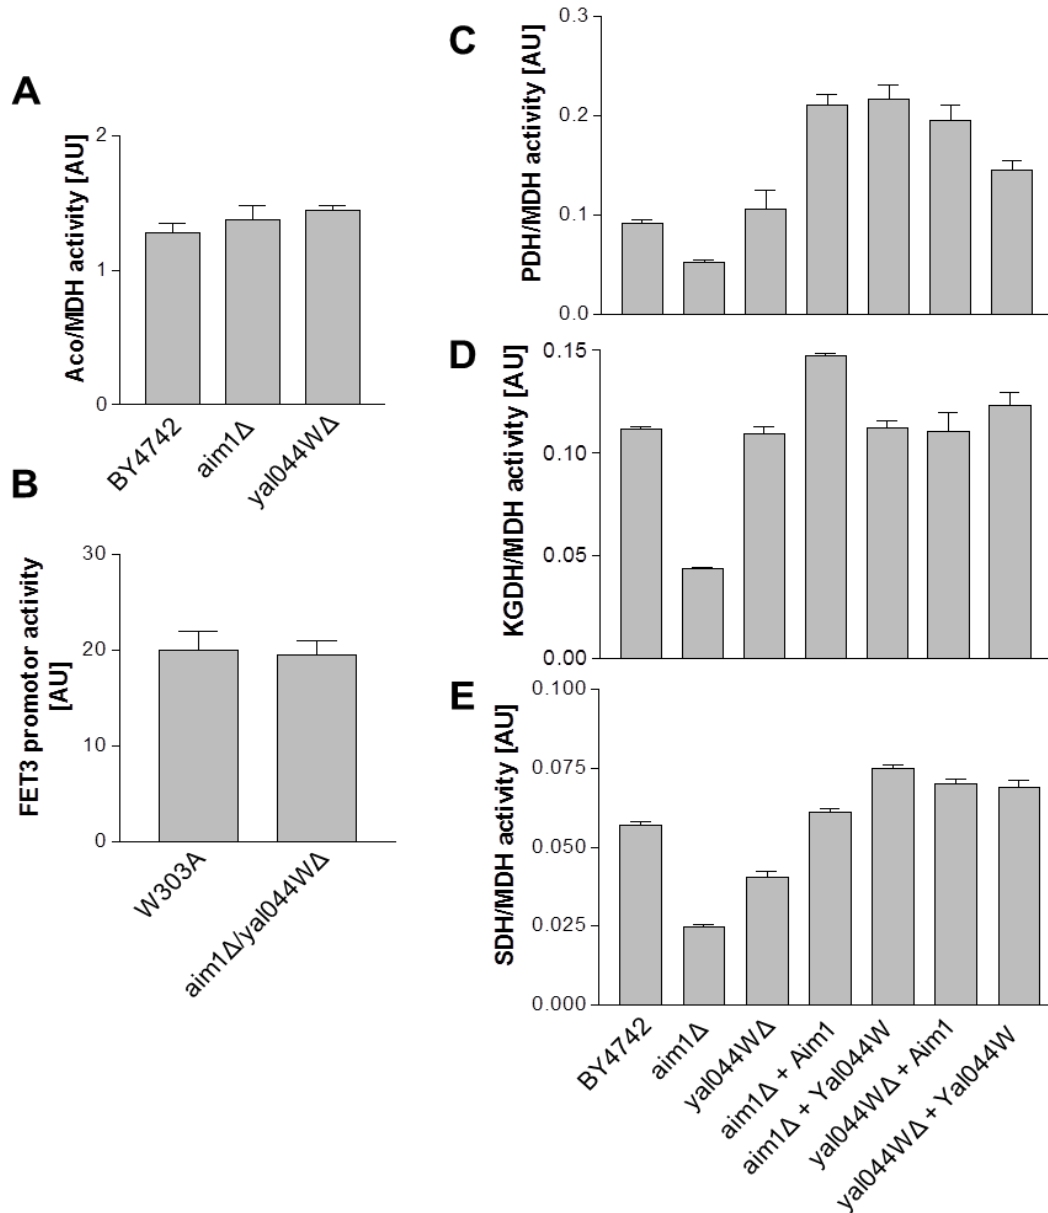 A
Aco/MDH activity [AU]
2
1
0
BY4742
aim1Δ
yal044WΔ
B
FET3 promotor activity
[AU]
30
20
10
0
W303A
aim1Δ/yal044WΔ
C
PDH/MDH activity [AU]
0.3
0.2
0.1
0.0
D
KGDH/MDH activity [AU]
0.15
0.10
0.05
0.00
E
SDH/MDH activity [AU]
0.100
0.075
0.050
0.025
0.000
BY4742
aim1Δ
yal044WΔ
aim1Δ + Aim1
aim1Δ + Yal044W
yal044WΔ + Aim1
yal044WΔ + Yal044W